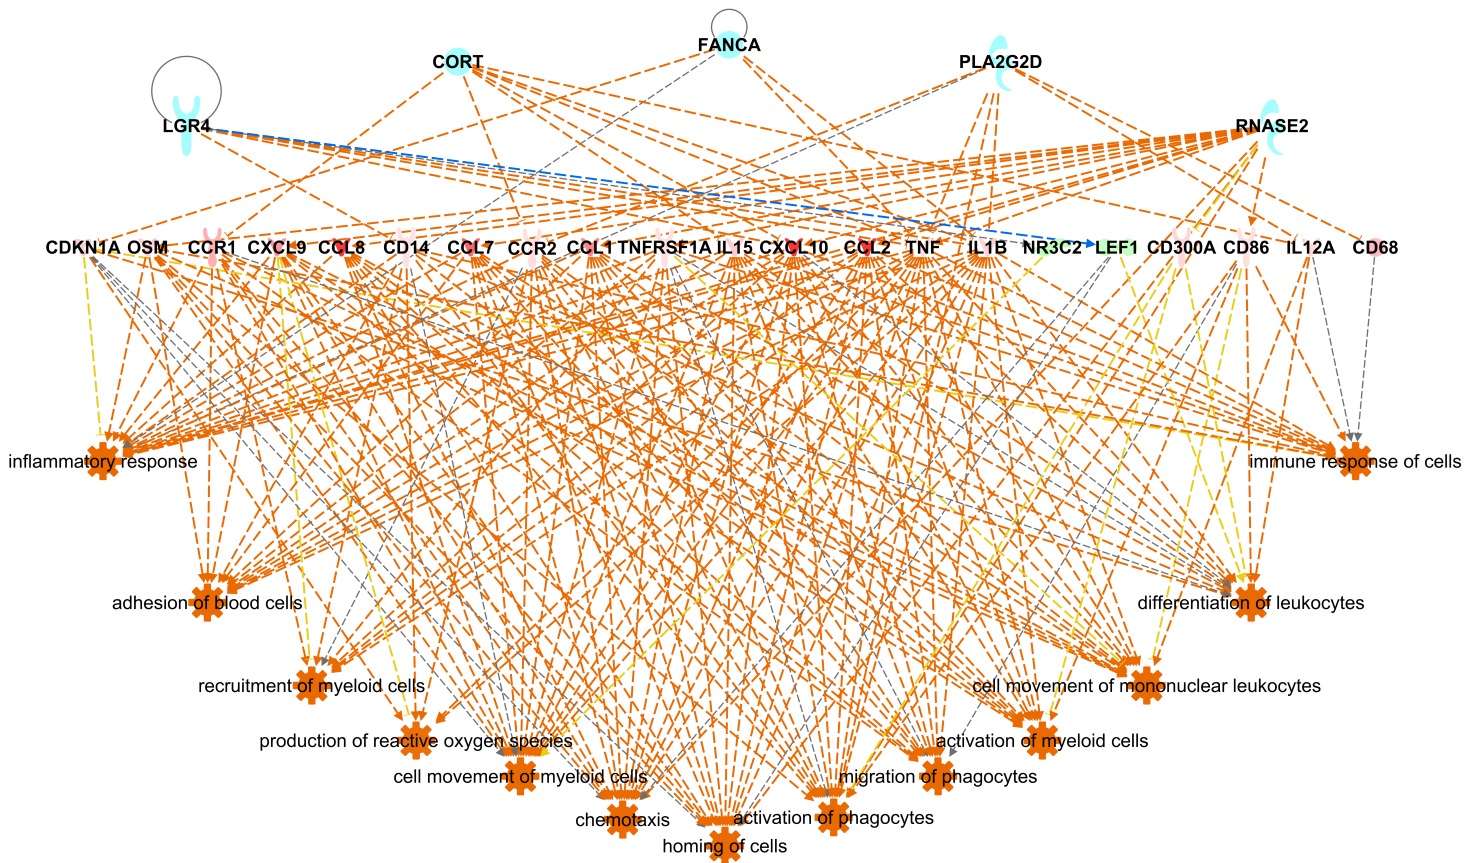 FANCA
CORT
PLA2G2D
LGR4
RNASE2
CDKN1A OSM CCR1 CXCL9 CCL8 CD14 CCL7 CCR2 CCL1 TNFRSF1A IL15 CXCL10 CCL2 TNF IL1B NR3C2 LEF1 CD300A CD86 IL12A CD68
inflammatory response
immune response of cells
adhesion of blood cells
differentiation of leukocytes
recruitment of myeloid cells
cell movement of mononuclear leukocytes
production of reactive oxygen species
activation of myeloid cells
cell movement of myeloid cells
migration of phagocytes
chemotaxis
activation of phagocytes
homing of cells